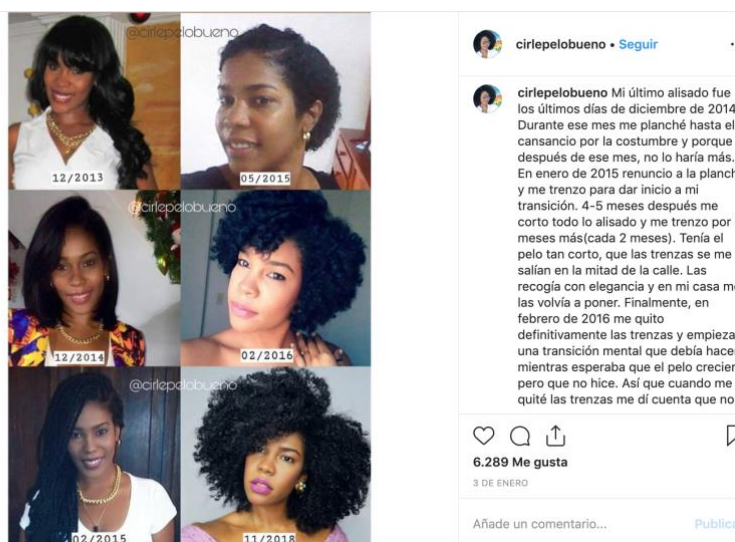 @cirlepelobueno
12/2013
05/2015
@cirlepelobueno
12/2014
02/2016
@cirlepelobueno
02/2015
11/2018
cirlepelobueno • Seguir
cirlepelobueno Mi último alisado fue
los últimos días de diciembre de 2014
Durante ese mes me planché hasta el
cansancio por la costumbre y porque
después de ese mes, no lo haría más.
En enero de 2015 renuncio a la planch
y me trenzo para dar inicio a mi
transición. 4-5 meses después me
corto todo lo alisado y me trenzo por
meses más(cada 2 meses). Tenía el
pelo tan corto, que las trenzas se me
salían en la mitad de la calle. Las
recogía con elegancia y en mi casa m
las volvía a poner. Finalmente, en
febrero de 2016 me quito
definitivamente las trenzas y empieza
una transición mental que debía hace
mientras esperaba que el pelo crecier
pero que no hice. Así que cuando me
quité las trenzas me dí cuenta que no
6.289 Me gusta
3 DE ENERO
Añade un comentario...
Publica